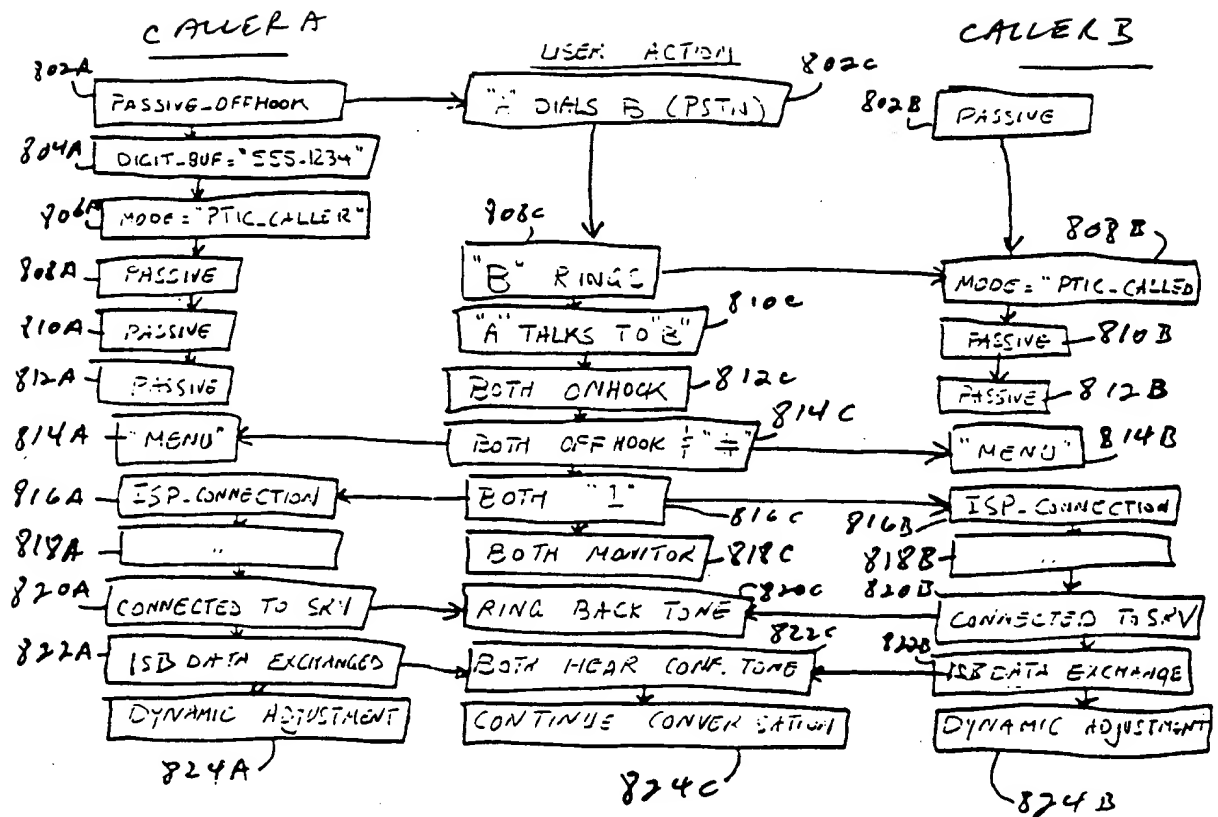 CALLER A
USER ACTION
CALLER B
802A
PASSIVE_OFFHOOK
"A" DIALS B (PSTN)
802C
802B
PASSIVE
804A
DIGIT_BUF="555-1234"
806A
MODE="PTIC_CALLER"
808A
PASSIVE
808C
"B" RINGS
808B
MODE="PTIC_CALLED
810A
PASSIVE
"A" TALKS TO "B"
810C
PASSIVE
810B
812A
PASSIVE
BOTH ONHOOK
812C
PASSIVE
812B
814A
"MENU"
BOTH OFFHOOK
814C
"MENU"
814B
816A
ISP_CONNECTION
BOTH "1"
816C
816B
ISP_CONNECTION
818A
..
BOTH MONITOR
818C
818B
..
820A
CONNECTED TO SRV
RING BACK TONE
820C
820B
CONNECTED TO SRV
822A
ISB DATA EXCHANGED
BOTH HEAR CONF. TONE
822C
822B
ISB DATA EXCHANGE
DYNAMIC ADJUSTMENT
824A
CONTINUE CONVERSATION
824C
DYNAMIC ADJUSTMENT
824B